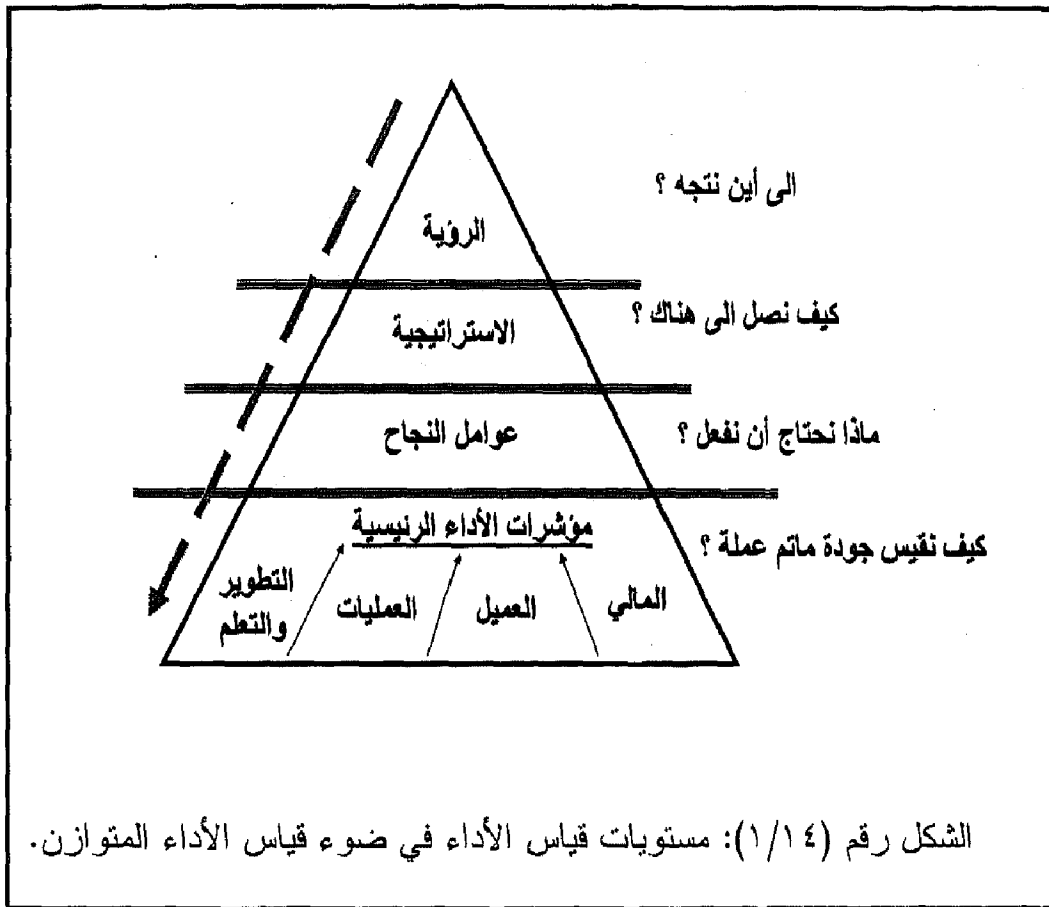 الى أين نتجه ؟
الرؤية
كيف نصل الى هناك ؟
الاستراتيجية
ماذا نحتاج أن نفعل ؟
عوامل النجاح
مؤشرات الأداء الرئيسية
كيف نقيس جودة ماتم عملة ؟
المالي
العميل
العمليات
التطوير
والتعلم
الشكل رقم (١/١٤): مستويات قياس الأداء في ضوء قياس الأداء المتوازن.